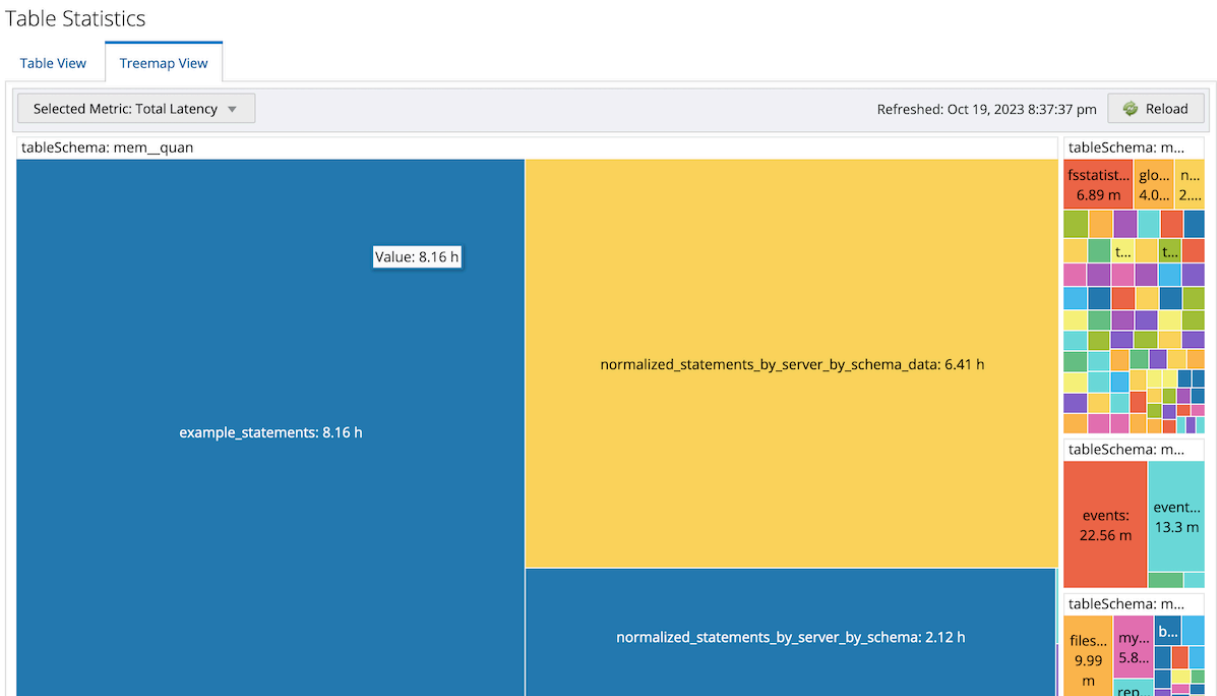 Table Statistics
Table View
Treemap View
Selected Metric: Total Latency
Refreshed: Oct 19, 2023 8:37:37 pm
Reload
tableSchema: mem__quan
Value: 8.16 h
example_statements: 8.16 h
normalized_statements_by_server_by_schema_data: 6.41 h
normalized_statements_by_server_by_schema: 2.12 h
tableSchema: m...
fsstatist...
6.89 m
glo...
4.0...
n...
2....
t...
t...
tableSchema: m...
events:
22.56 m
event...
13.3 m
tableSchema: m...
files...
9.99
m
my...
5.8...
b...
rep...